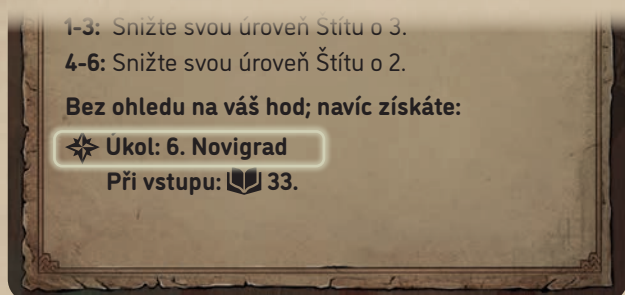 1-3: Snižte svou úroveň Štítu o 3.
4-6: Snižte svou úroveň Štítu o 2.
Bez ohledu na váš hod; navíc získáte:
Úkol: 6. Novigrad
Při vstupu: 33.